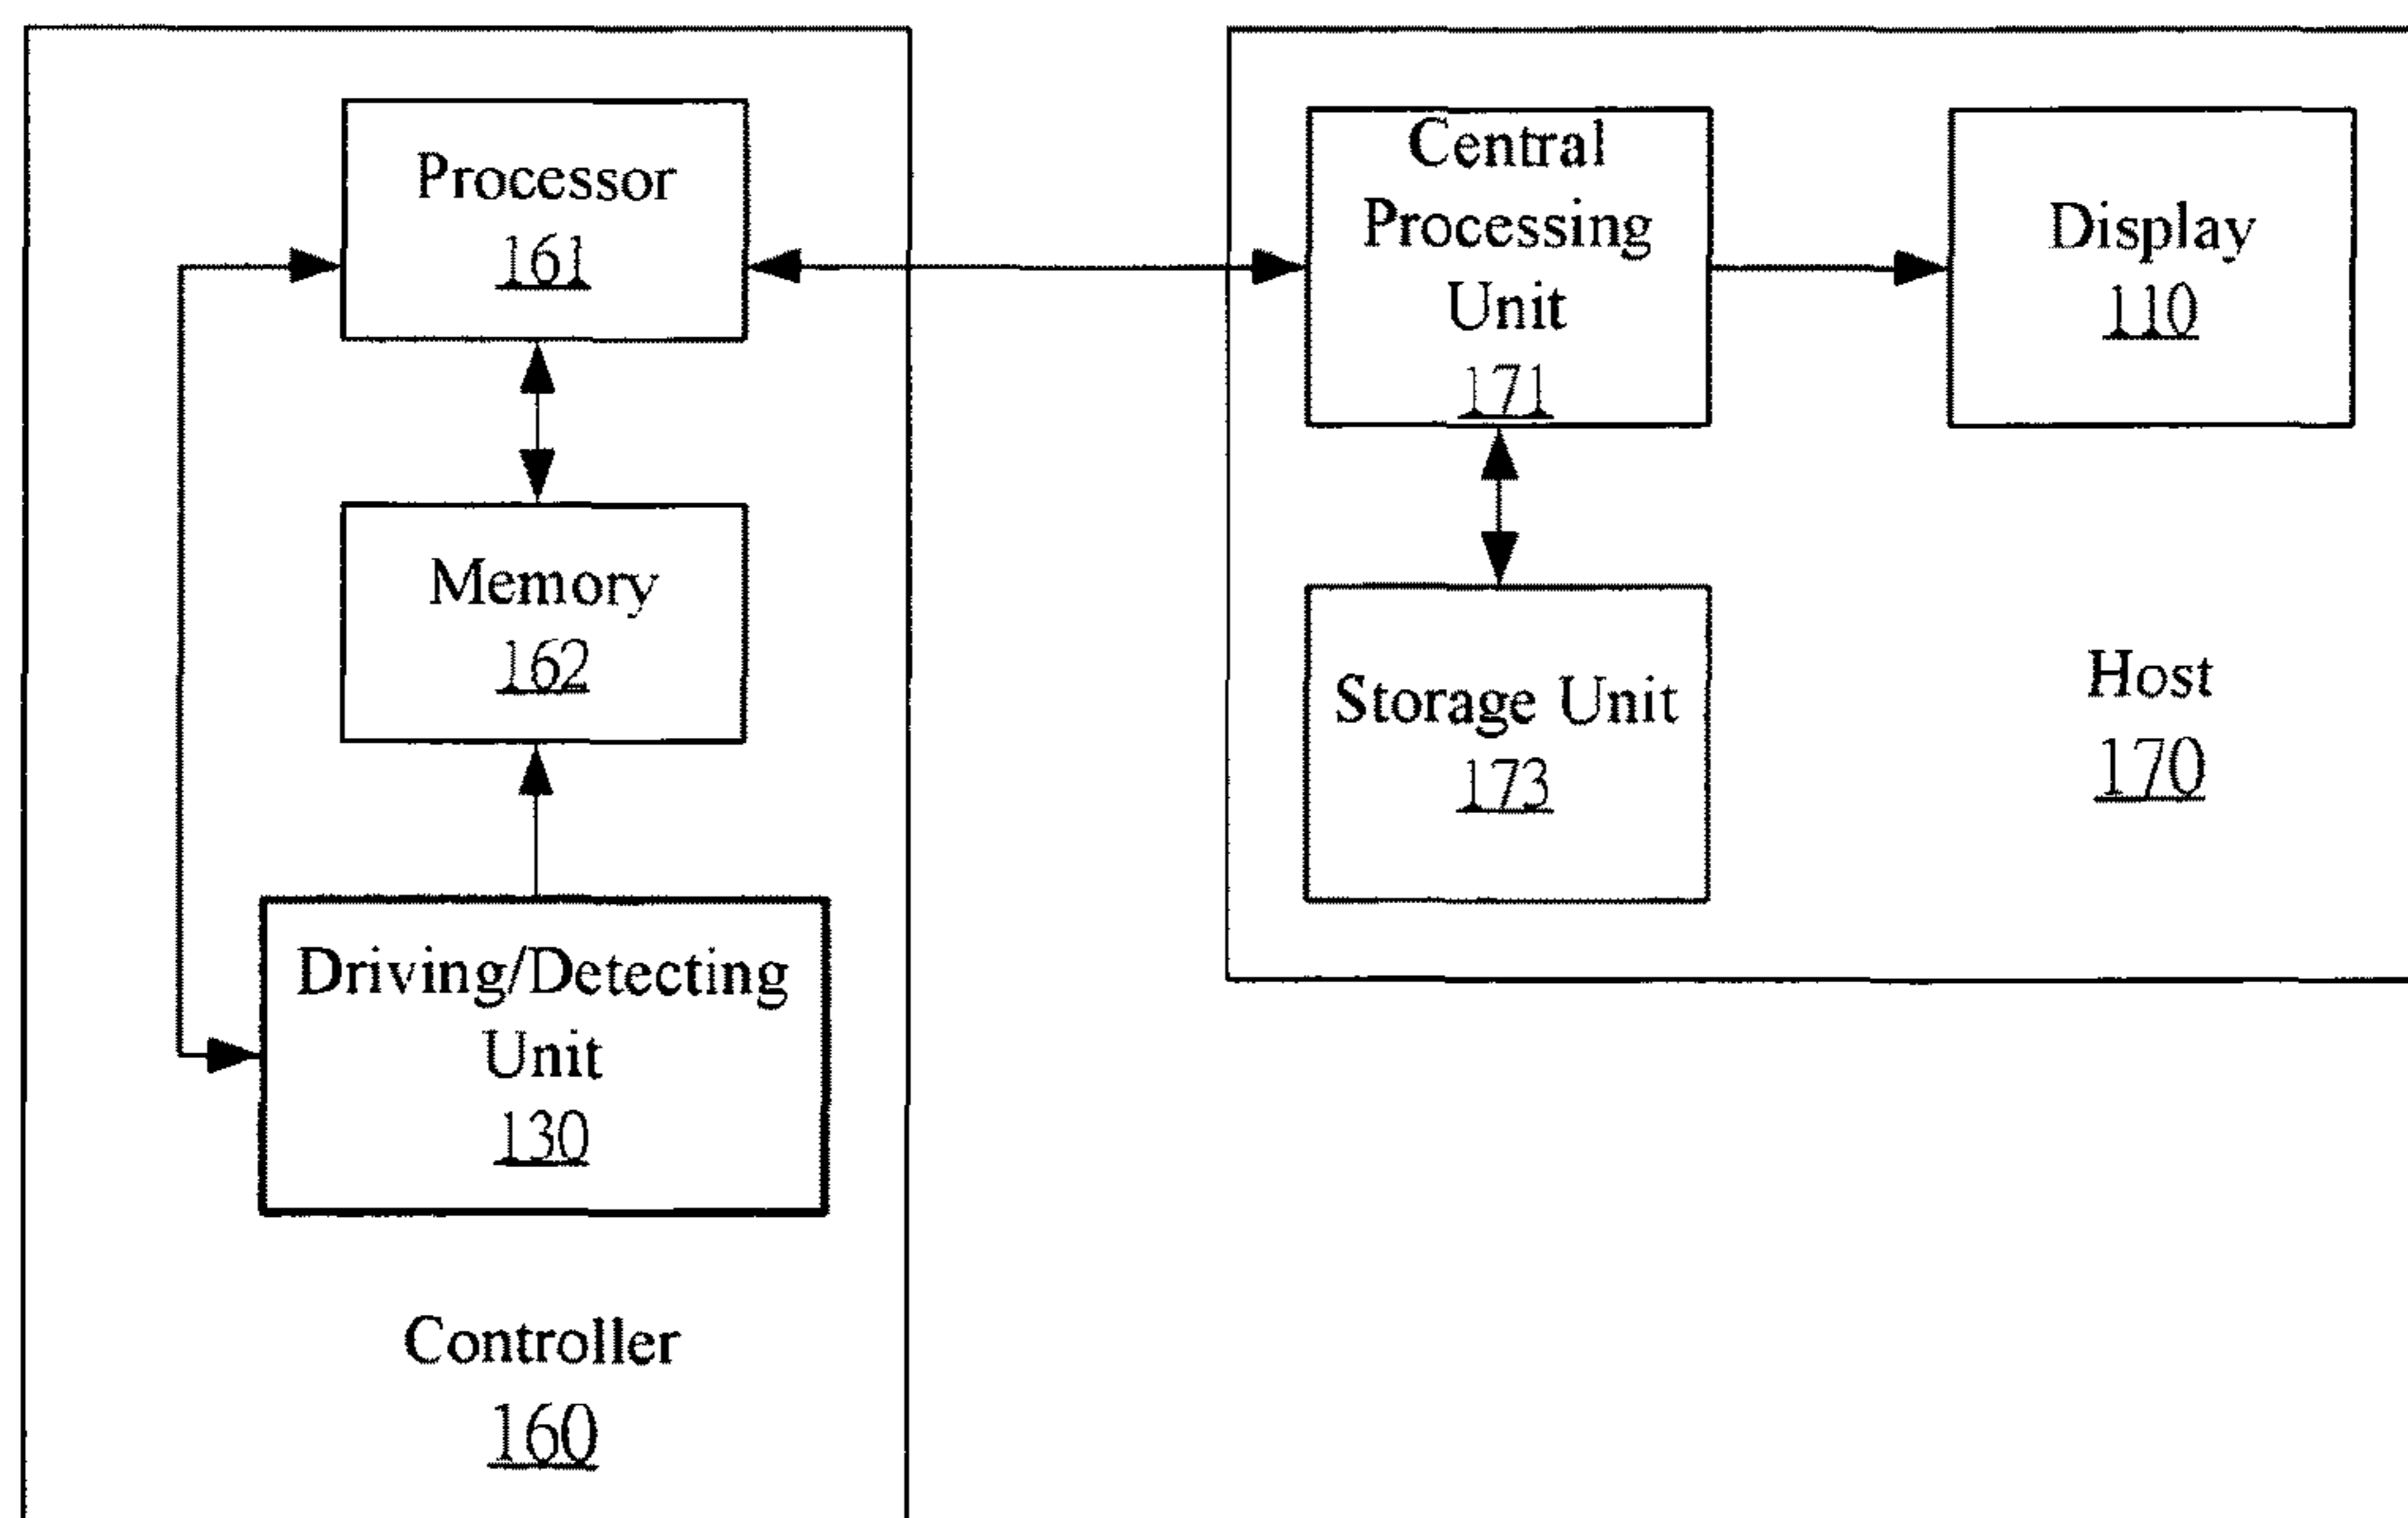 Processor
161
Memory
162
Driving/Detecting
Unit
130
Controller
160
Central
Processing
Unit
171
Display
110
Storage Unit
173
Host
170